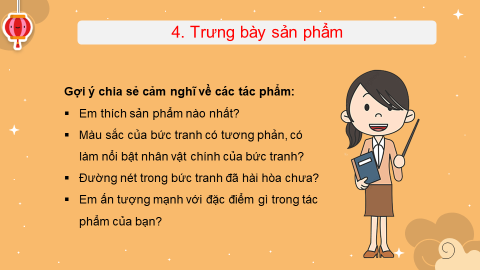 4. Trưng bày sản phẩm
Gợi ý chia sẻ cảm nghĩ về các tác phẩm:
▪ Em thích sản phẩm nào nhất?
▪ Màu sắc của bức tranh có tương phản, có
làm nổi bật nhân vật chính của bức tranh?
▪ Đường nét trong bức tranh đã hài hòa chưa?
▪ Em ấn tượng mạnh với đặc điểm gì trong tác
phẩm của bạn?